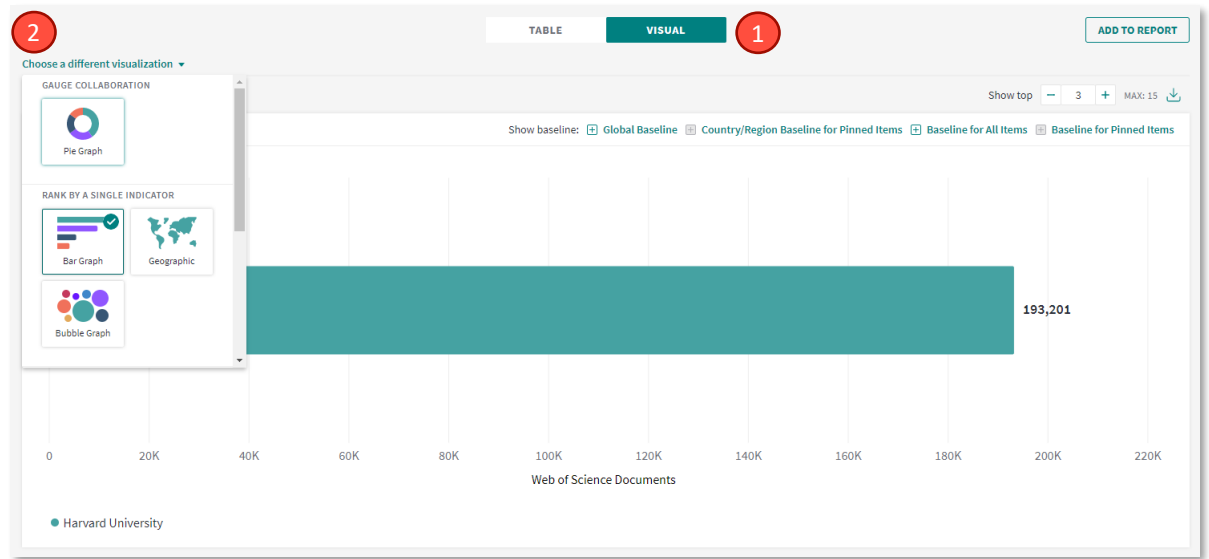 2
TABLE
VISUAL
1
ADD TO REPORT
Choose a different visualization
GAUGE COLLABORATION
Pie Graph
Show top − 3 + MAX: 15
Show baseline: Global Baseline Country/Region Baseline for Pinned Items Baseline for All Items Baseline for Pinned Items
RANK BY A SINGLE INDICATOR
Bar Graph
Geographic
Bubble Graph
193,201
0 20K 40K 60K 80K 100K 120K 140K 160K 180K 200K 220K
Web of Science Documents
Harvard University